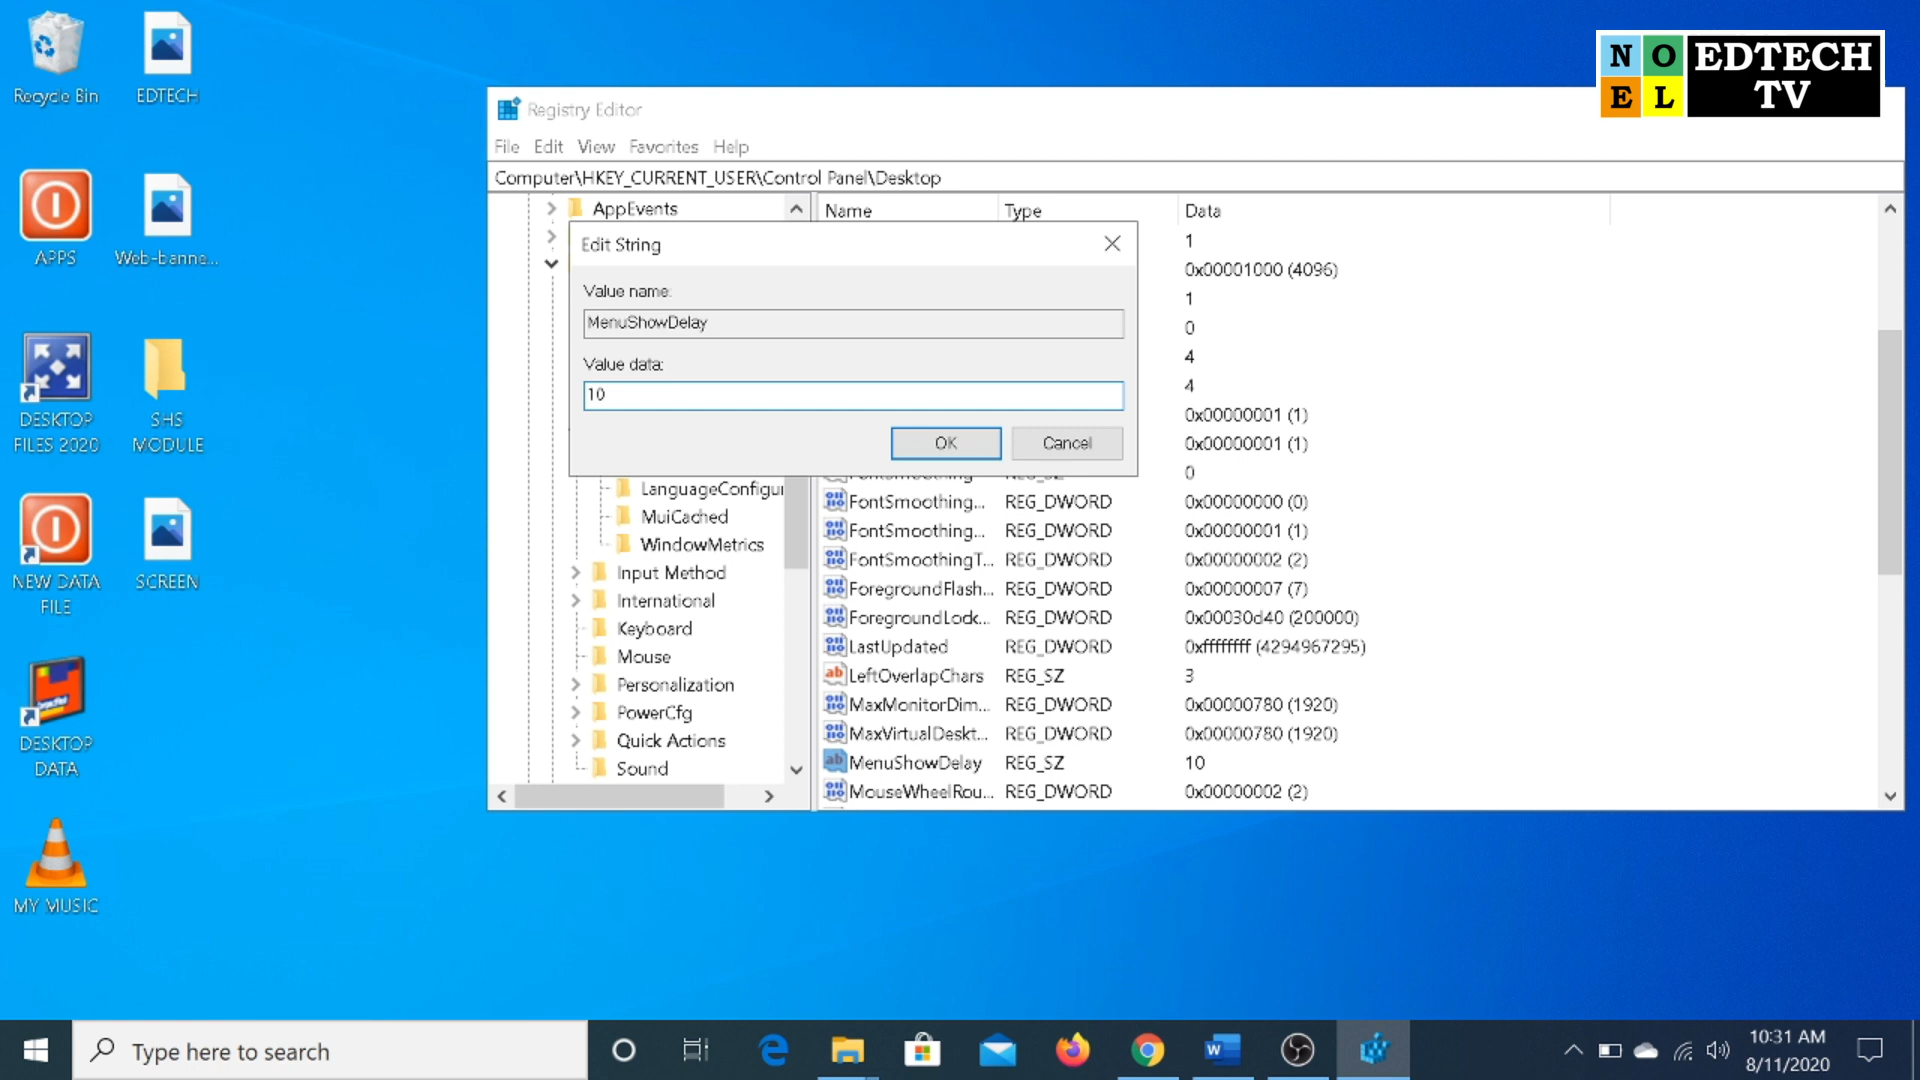 Recycle Bin
EDTECH
APPS
Web-banne...
DESKTOP
FILES 2020
SHS
MODULE
NEW DATA
FILE
SCREEN
DESKTOP
DATA
MY MUSIC
N O
E L
EDTECH
TV
Registry Editor
File Edit View Favorites Help
Computer\HKEY_CURRENT_USER\Control Panel\Desktop
AppEvents
LanguageConfigur
MuiCached
WindowMetrics
Input Method
International
Keyboard
Mouse
Personalization
PowerCfg
Quick Actions
Sound
Name Type Data
1
0x00001000 (4096)
1
0
4
4
0x00000001 (1)
0x00000001 (1)
0
FontSmoothing... REG_DWORD 0x00000000 (0)
FontSmoothing... REG_DWORD 0x00000001 (1)
FontSmoothingT... REG_DWORD 0x00000002 (2)
ForegroundFlash... REG_DWORD 0x00000007 (7)
ForegroundLock... REG_DWORD 0x00030d40 (200000)
LastUpdated REG_DWORD 0xffffffff (4294967295)
LeftOverlapChars REG_SZ 3
MaxMonitorDim... REG_DWORD 0x00000780 (1920)
MaxVirtualDeskt... REG_DWORD 0x00000780 (1920)
MenuShowDelay REG_SZ 10
MouseWheelRou... REG_DWORD 0x00000002 (2)
Edit String
Value name:
MenuShowDelay
Value data:
10
OK Cancel
Type here to search
10:31 AM
8/11/2020